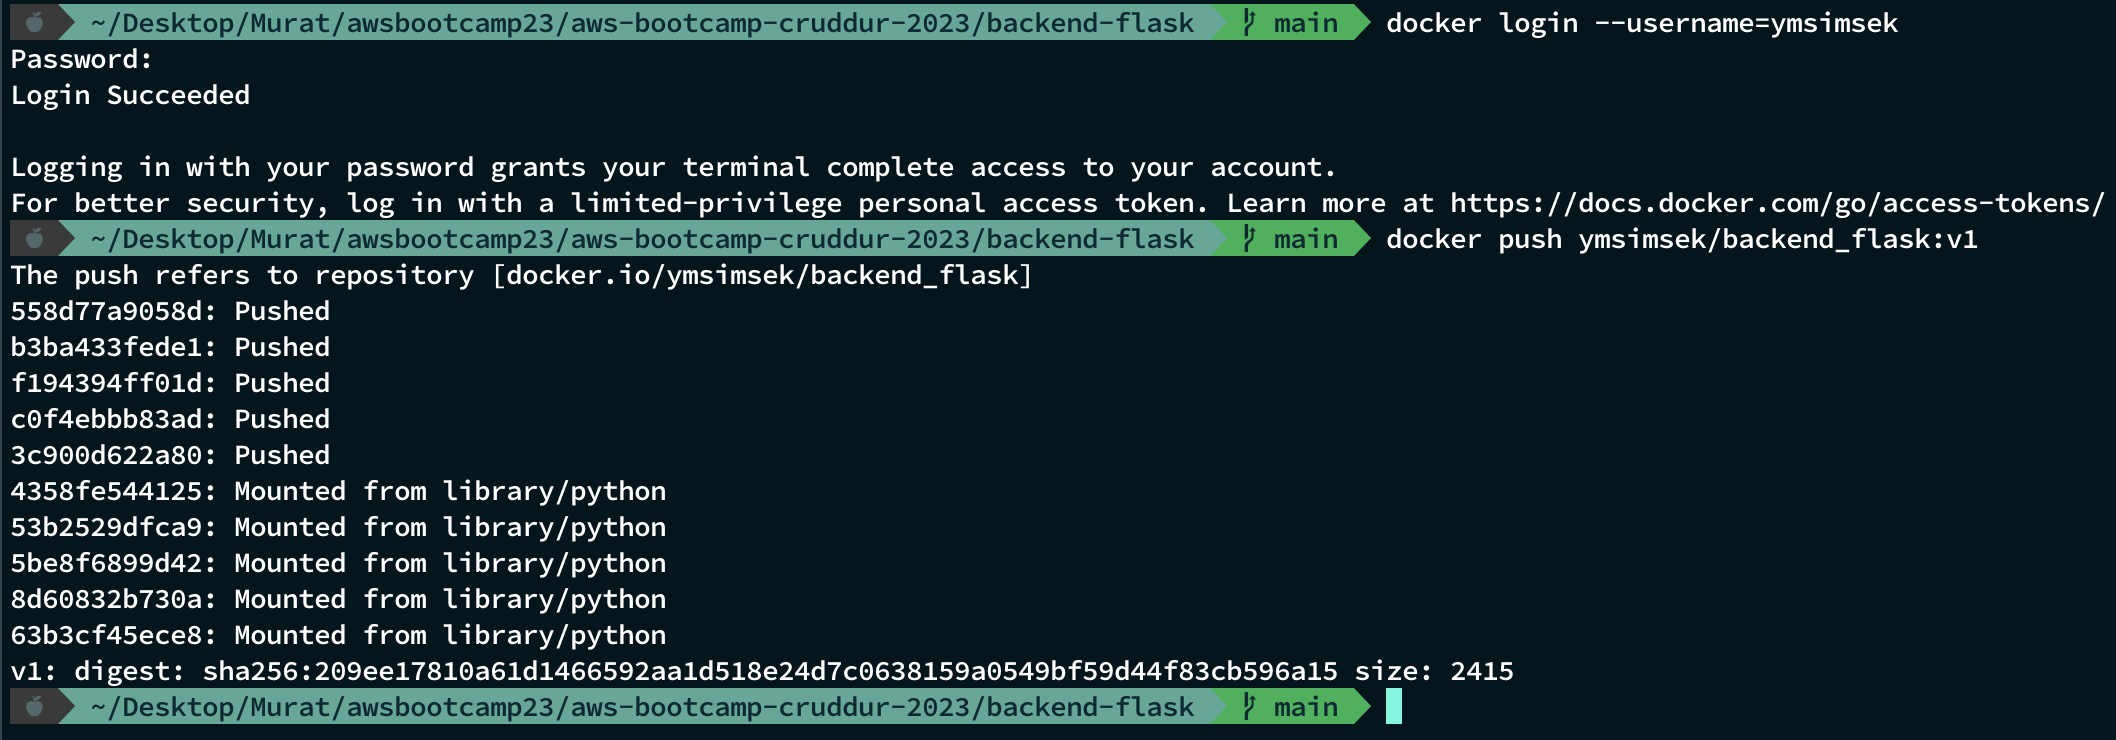 ~/Desktop/Murat/awsbootcamp23/aws-bootcamp-cruddur-2023/backend-flask main docker login --username=ymsimsek
Password:
Login Succeeded
Logging in with your password grants your terminal complete access to your account.
For better security, log in with a limited-privilege personal access token. Learn more at https://docs.docker.com/go/access-tokens/
~/Desktop/Murat/awsbootcamp23/aws-bootcamp-cruddur-2023/backend-flask main docker push ymsimsek/backend_flask:v1
The push refers to repository [docker.io/ymsimsek/backend_flask]
558d77a9058d: Pushed
b3ba433fede1: Pushed
f194394ff01d: Pushed
c0f4ebbb83ad: Pushed
3c900d622a80: Pushed
4358fe544125: Mounted from library/python
53b2529dfca9: Mounted from library/python
5be8f6899d42: Mounted from library/python
8d60832b730a: Mounted from library/python
63b3cf45ece8: Mounted from library/python
v1: digest: sha256:209ee17810a61d1466592aa1d518e24d7c0638159a0549bf59d44f83cb596a15 size: 2415
~/Desktop/Murat/awsbootcamp23/aws-bootcamp-cruddur-2023/backend-flask main